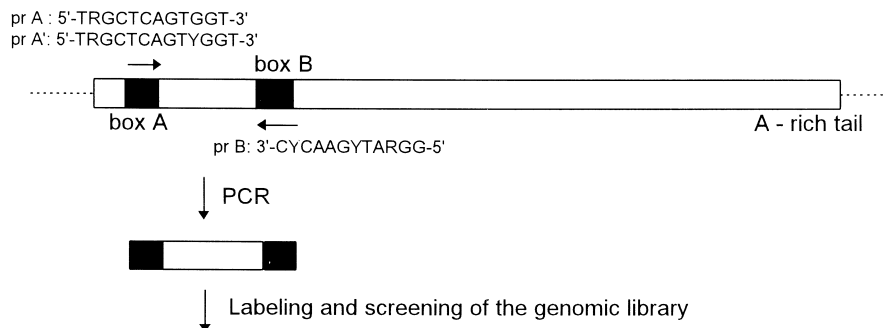 pr A : 5'-TRGCTCAGTGGT-3'
pr A': 5'-TRGCTCAGTYGGT-3'
box B
box A
A - rich tail
pr B: 3'-CYCAAGYTARGG-5'
PCR
Labeling and screening of the genomic library